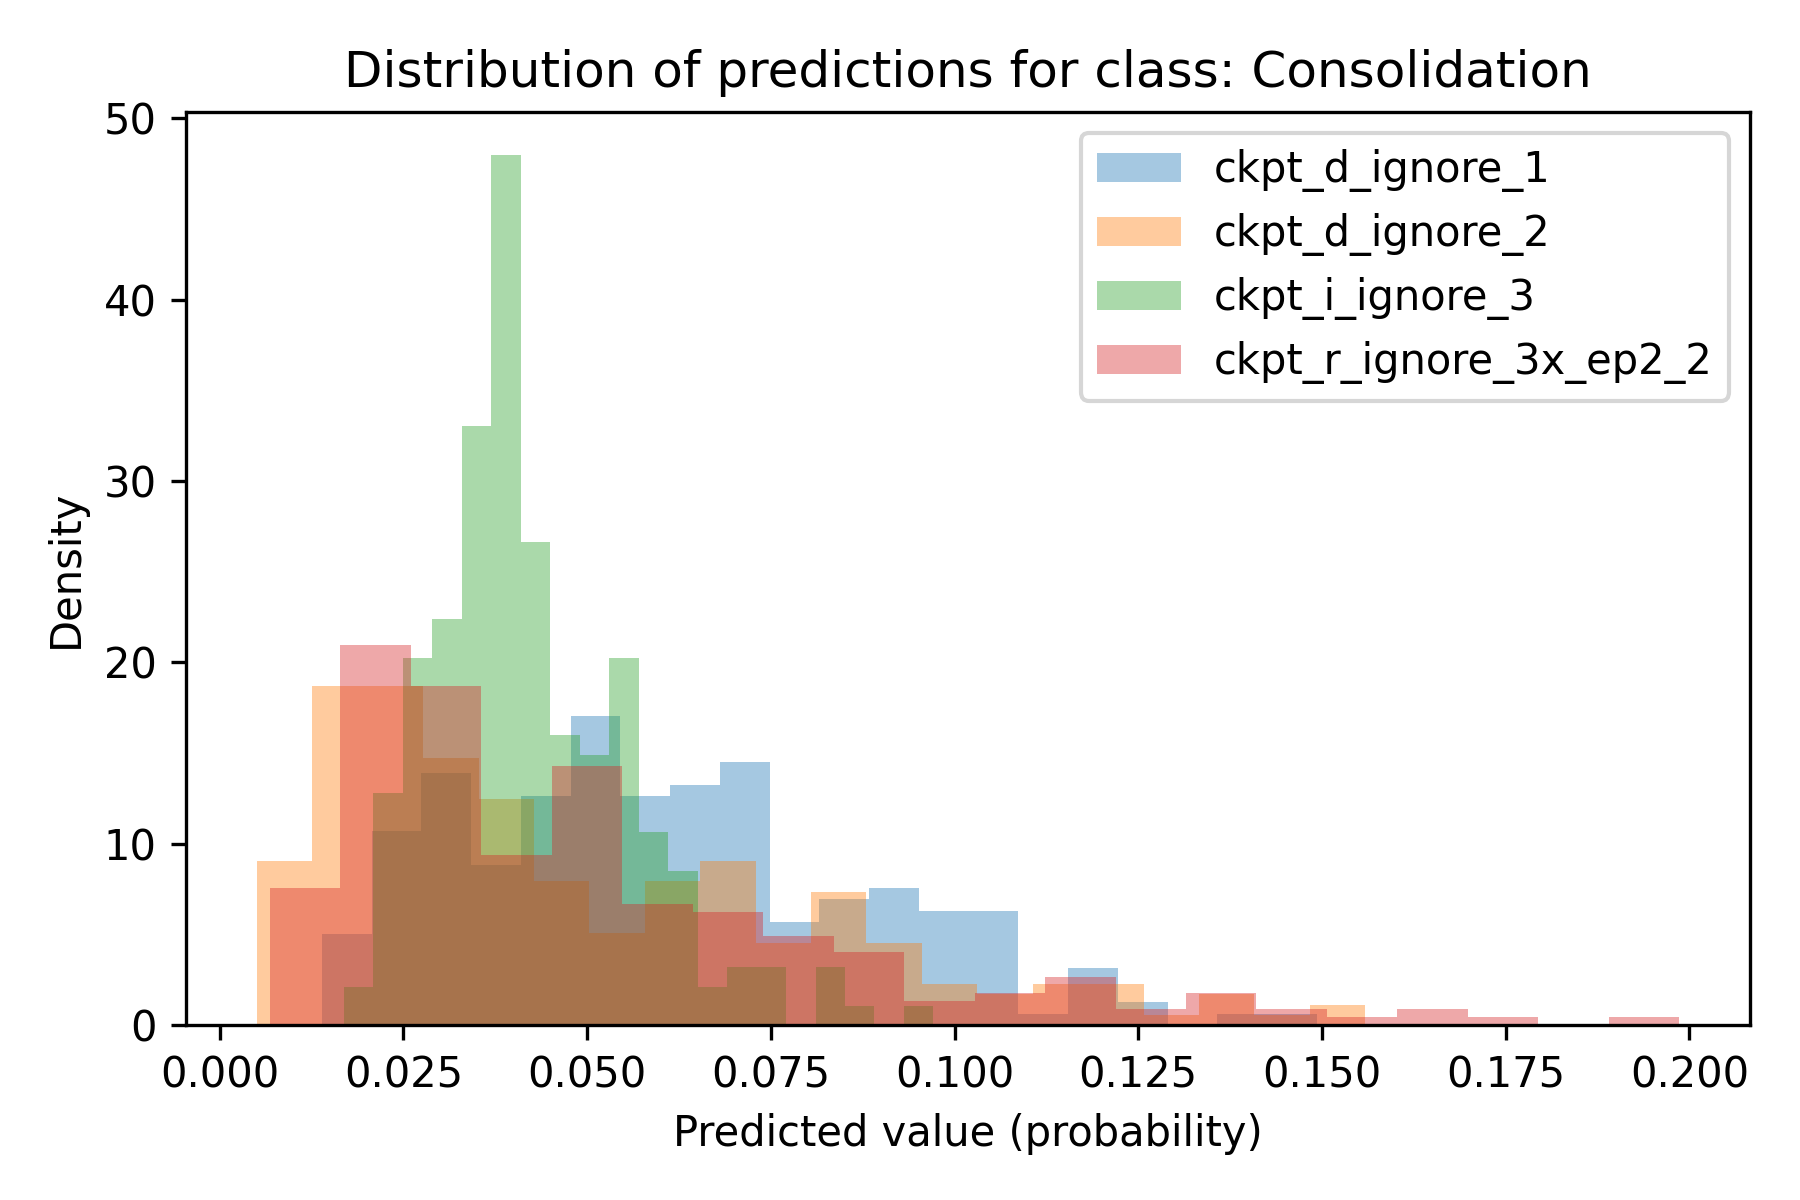 Distribution of predictions for class: Consolidation
50
40
30
20
10
0
Density
ckpt_d_ignore_1
ckpt_d_ignore_2
ckpt_i_ignore_3
ckpt_r_ignore_3x_ep2_2
0.000 0.025 0.050 0.075 0.100 0.125 0.150 0.175 0.200
Predicted value (probability)